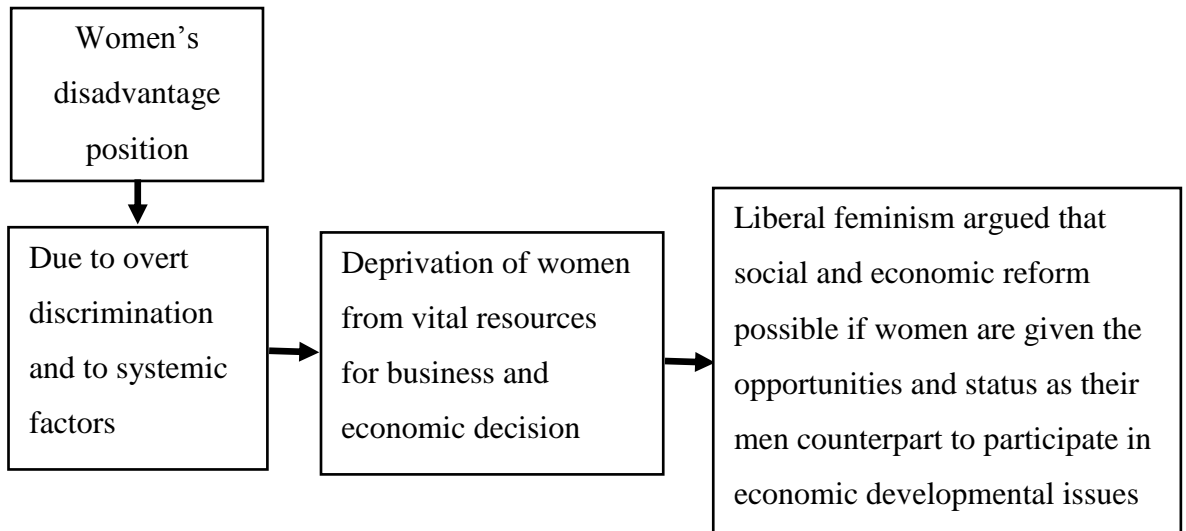 Women’s
disadvantage
position
Due to overt
discrimination
and to systemic
factors
Deprivation of women
from vital resources
for business and
economic decision
Liberal feminism argued that
social and economic reform
possible if women are given the
opportunities and status as their
men counterpart to participate in
economic developmental issues